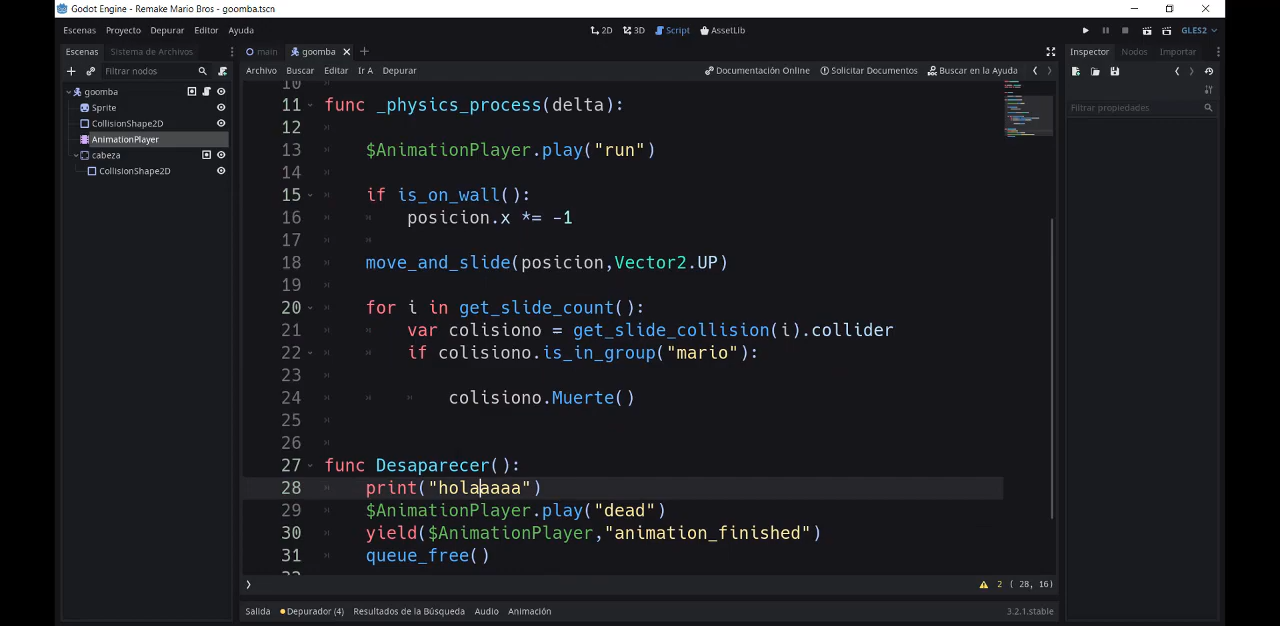 Godot Engine - Remake Mario Bros - goomba.tscn
Escenas Proyecto Depurar Editor Ayuda
2D 3D Script AssetLib
GLES2
Escenas Sistema de Archivos
main goomba
Inspector Nodos Importar
Filtrar nodos
Archivo Buscar Editar Ir A Depurar
Documentación Online Solicitar Documentos Buscar en la Ayuda
Filtrar propiedades
goomba
Sprite
CollisionShape2D
AnimationPlayer
cabeza
CollisionShape2D
10
11 func _physics_process(delta):
12
13 $AnimationPlayer.play("run")
14
15 if is_on_wall():
16 posicion.x *= -1
17
18 move_and_slide(posicion,Vector2.UP)
19
20 for i in get_slide_count():
21 var colisiono = get_slide_collision(i).collider
22 if colisiono.is_in_group("mario"):
23
24 colisiono.Muerte()
25
26
27 func Desaparecer():
28 print("holaaaaa")
29 $AnimationPlayer.play("dead")
30 yield($AnimationPlayer,"animation_finished")
31 queue_free()
32
2 ( 28, 16)
Salida Depurador (4) Resultados de la Búsqueda Audio Animación
3.2.1.stable